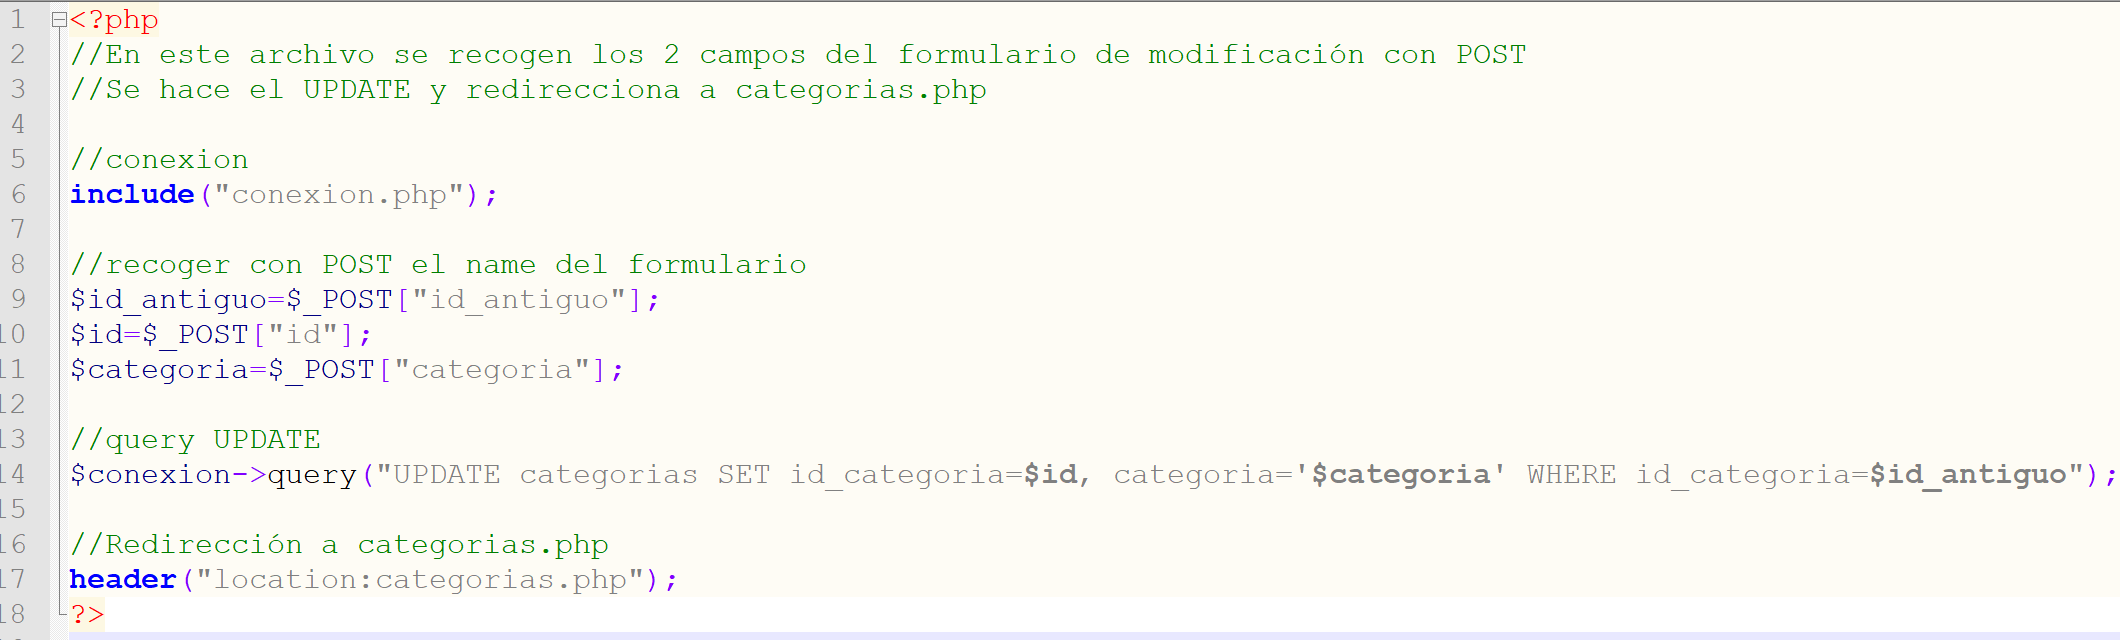 1 <?php
2 //En este archivo se recogen los 2 campos del formulario de modificación con POST
3 //Se hace el UPDATE y redirecciona a categorias.php
4
5 //conexion
6 include("conexion.php");
7
8 //recoger con POST el name del formulario
9 $id_antiguo=$_POST["id_antiguo"];
10 $id=$_POST["id"];
11 $categoria=$_POST["categoria"];
12
13 //query UPDATE
14 $conexion->query("UPDATE categorias SET id_categoria=$id, categoria='$categoria' WHERE id_categoria=$id_antiguo");
15
16 //Redirección a categorias.php
17 header("location:categorias.php");
18 ?>